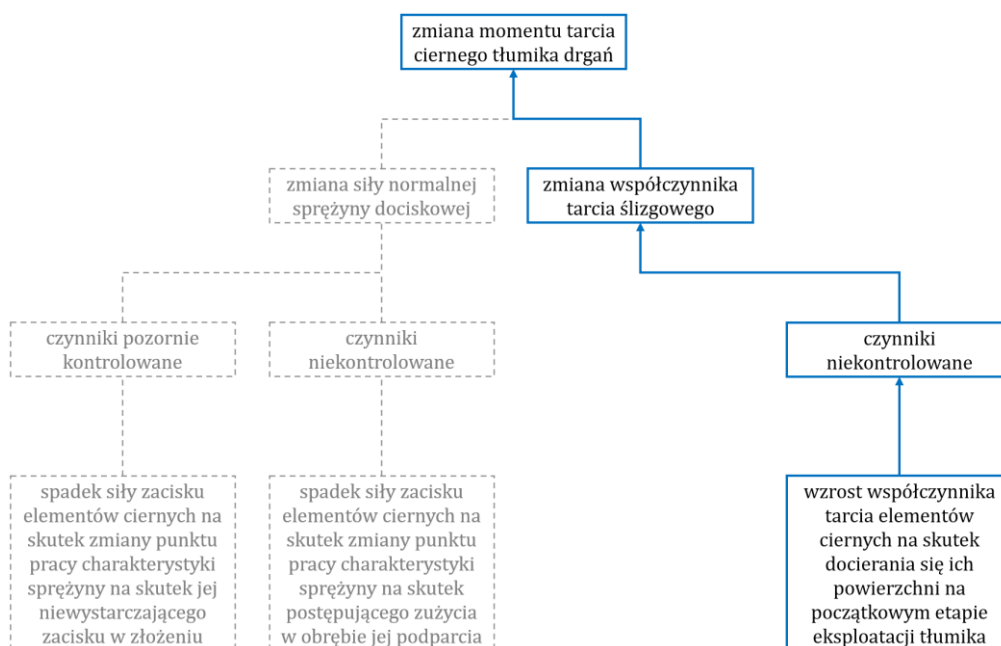 zmiana momentu tarcia
ciernego tłumika drgań
zmiana siły normalnej
sprężyny dociskowej
zmiana współczynnika
tarcia ślizgowego
czynniki pozornie
kontrolowane
czynniki
niekontrolowane
czynniki
niekontrolowane
spadek siły zacisku
elementów ciernych na
skutek zmiany punktu
pracy charakterystyki
sprężyny na skutek jej
niewystarczającego
zacisku w złożeniu
spadek siły zacisku
elementów ciernych na
skutek zmiany punktu
pracy charakterystyki
sprężyny na skutek
postępującego zużycia
w obrębie jej podparcia
wzrost współczynnika
tarcia elementów
ciernych na skutek
docierania się ich
powierzchni na
początkowym etapie
eksploatacji tłumika